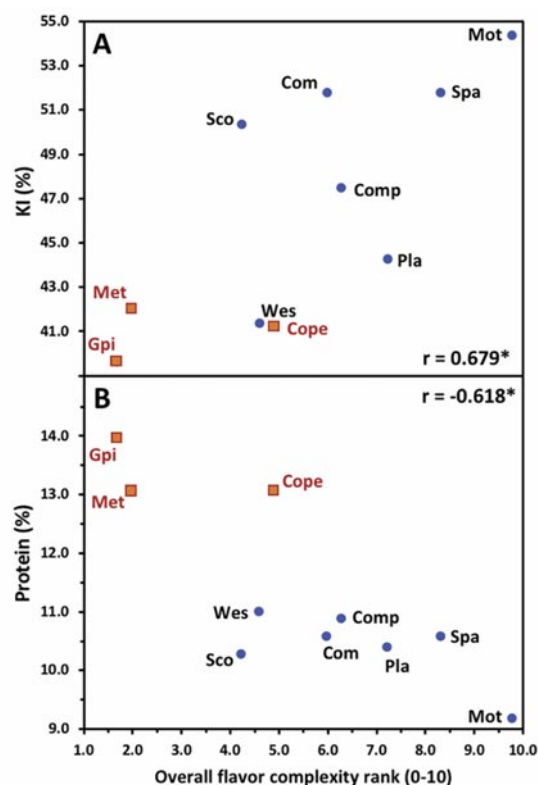 A
55.0
53.0
51.0
49.0
47.0
45.0
43.0
41.0
KI (%)
Mot
Com
Spa
Sco
Comp
Pla
Met
Wes
Cope
Gpi
r = 0.679*
B
r = -0.618*
14.0
13.0
12.0
11.0
10.0
9.0
Protein (%)
Gpi
Met
Cope
Wes
Comp
Sco
Com
Spa
Pla
Mot
1.0 2.0 3.0 4.0 5.0 6.0 7.0 8.0 9.0 10.0
Overall flavor complexity rank (0-10)